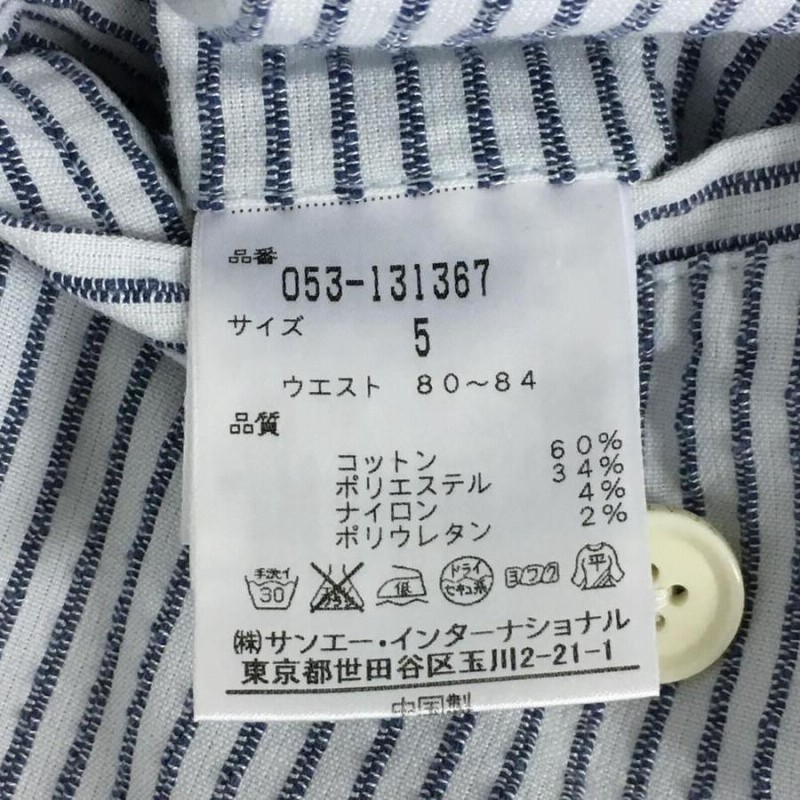 品番
053-131367
サイズ 5
ウエスト 80～84
品質
コットン 60%
ポリエステル 34%
ナイロン 4%
ポリウレタン 2%
手洗イ 30 低 ドライ セキユ系 ヨワク 平
㈱サンエー・インターナショナル
東京都世田谷区玉川2-21-1
中国製